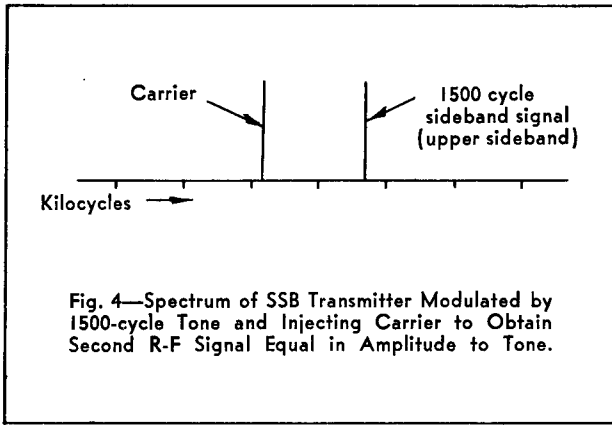 Carrier
1500 cycle
sideband signal
(upper sideband)
Kilocycles
Fig. 4—Spectrum of SSB Transmitter Modulated by
1500-cycle Tone and Injecting Carrier to Obtain
Second R-F Signal Equal in Amplitude to Tone.